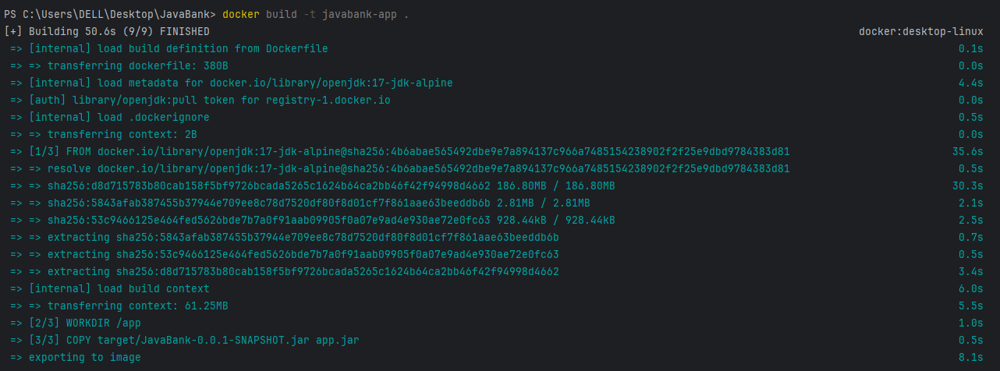 PS C:\Users\DELL\Desktop\JavaBank> docker build -t javabank-app .
[+] Building 50.6s (9/9) FINISHED docker:desktop-linux
=> [internal] load build definition from Dockerfile 0.1s
=> => transferring dockerfile: 380B 0.0s
=> [internal] load metadata for docker.io/library/openjdk:17-jdk-alpine 4.4s
=> [auth] library/openjdk:pull token for registry-1.docker.io 0.0s
=> [internal] load .dockerignore 0.5s
=> => transferring context: 2B 0.0s
=> [1/3] FROM docker.io/library/openjdk:17-jdk-alpine@sha256:4b6abae565492dbe9e7a894137c966a7485154238902f2f25e9dbd9784383d81 35.6s
=> => resolve docker.io/library/openjdk:17-jdk-alpine@sha256:4b6abae565492dbe9e7a894137c966a7485154238902f2f25e9dbd9784383d81 0.5s
=> => sha256:d8d715783b80cab158f5bf9726bcada5265c1624b64ca2bb46f42f94998d4662 186.80MB / 186.80MB 30.3s
=> => sha256:5843afab387455b37944e709ee8c78d7520df80f8d01cf7f861aae63beeddb6b 2.81MB / 2.81MB 2.1s
=> => sha256:53c9466125e464fed5626bde7b7a0f91aab09905f0a07e9ad4e930ae72e0fc63 928.44kB / 928.44kB 2.5s
=> => extracting sha256:5843afab387455b37944e709ee8c78d7520df80f8d01cf7f861aae63beeddb6b 0.7s
=> => extracting sha256:53c9466125e464fed5626bde7b7a0f91aab09905f0a07e9ad4e930ae72e0fc63 0.5s
=> => extracting sha256:d8d715783b80cab158f5bf9726bcada5265c1624b64ca2bb46f42f94998d4662 3.4s
=> [internal] load build context 6.0s
=> => transferring context: 61.25MB 5.5s
=> [2/3] WORKDIR /app 1.0s
=> [3/3] COPY target/JavaBank-0.0.1-SNAPSHOT.jar app.jar 0.5s
=> exporting to image 8.1s